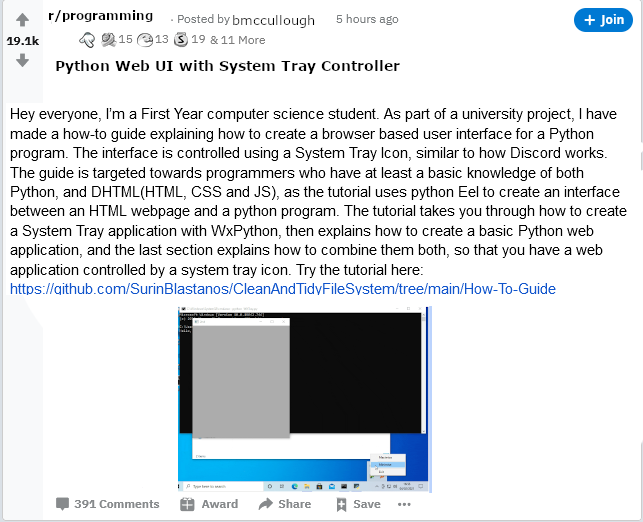 r/programming · Posted by bmccullough 5 hours ago
Join
19.1k
15 13 19 & 11 More
Python Web UI with System Tray Controller
Hey everyone, I'm a First Year computer science student. As part of a university project, I have
made a how-to guide explaining how to create a browser based user interface for a Python
program. The interface is controlled using a System Tray Icon, similar to how Discord works.
The guide is targeted towards programmers who have at least a basic knowledge of both
Python, and DHTML(HTML, CSS and JS), as the tutorial uses python Eel to create an interface
between an HTML webpage and a python program. The tutorial takes you through how to create
a System Tray application with WxPython, then explains how to create a basic Python web
application, and the last section explains how to combine them both, so that you have a web
application controlled by a system tray icon. Try the tutorial here:
https://github.com/SurinBlastanos/CleanAndTidyFileSystem/tree/main/How-To-Guide
Type here to search
391 Comments Award Share Save